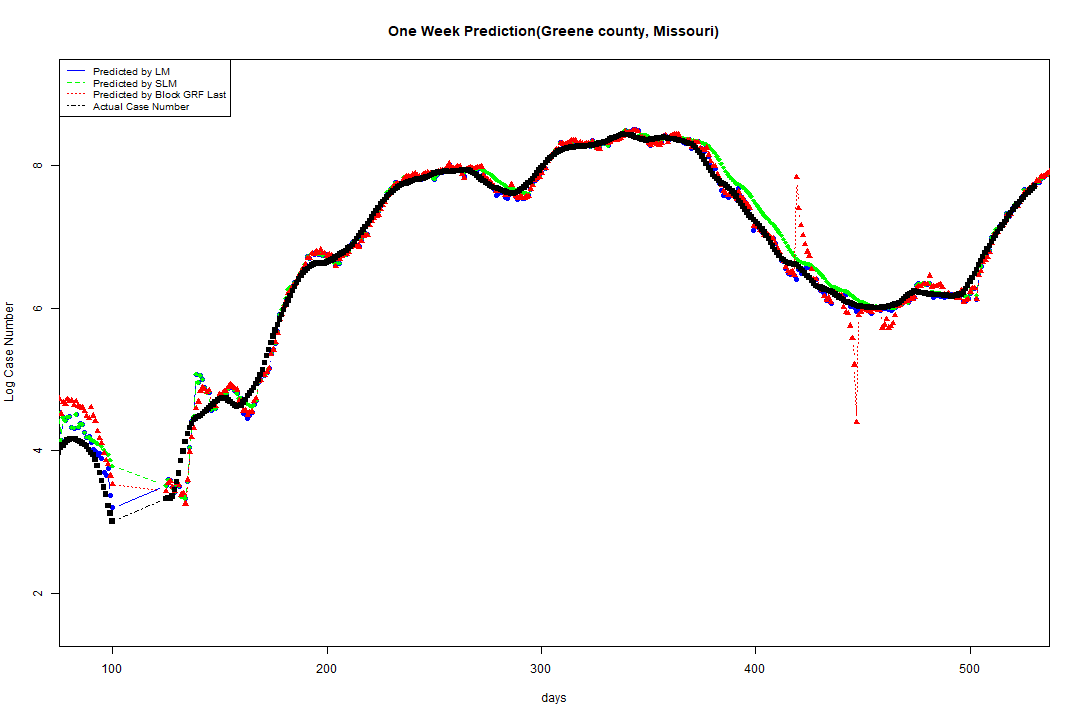 One Week Prediction(Greene county, Missouri)
Predicted by LM
Predicted by SLM
Predicted by Block GRF Last
Actual Case Number
8
6
4
2
Log Case Number
100 200 300 400 500
days